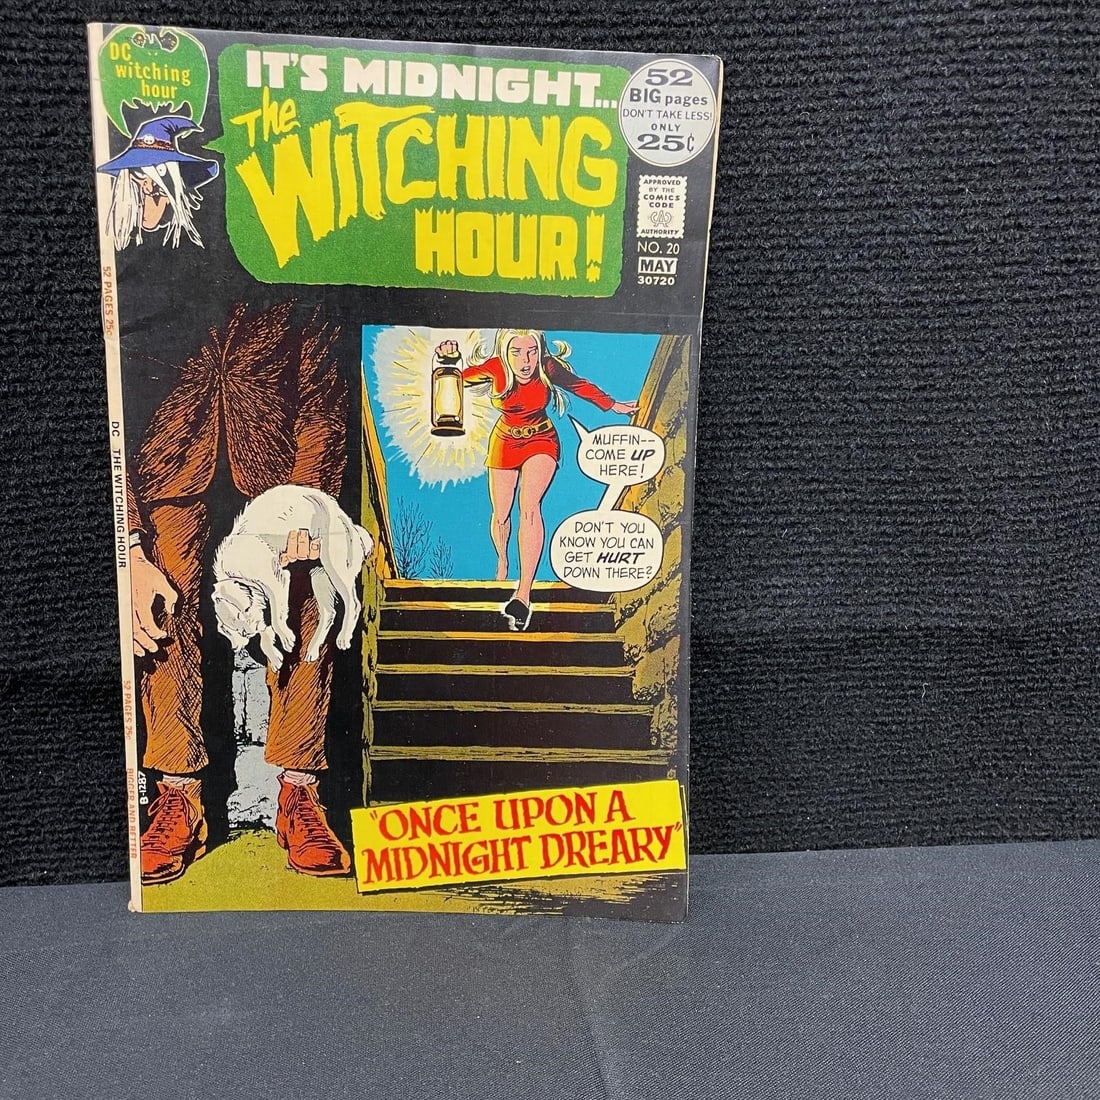 DC
witching
hour
IT'S MIDNIGHT...
The
WITCHING
HOUR!
52
BIG pages
DON'T TAKE LESS!
ONLY
25¢
APPROVED
BY THE
COMICS
CODE
CA
AUTHORITY
NO. 20
MAY
30720
52 PAGES 25¢
DC THE WITCHING HOUR
52 PAGES 25¢
BIGGER AND BETTER
B-1287
MUFFIN--
COME UP
HERE!
DON'T YOU
KNOW YOU CAN
GET HURT
DOWN THERE?
"ONCE UPON A
MIDNIGHT DREARY"